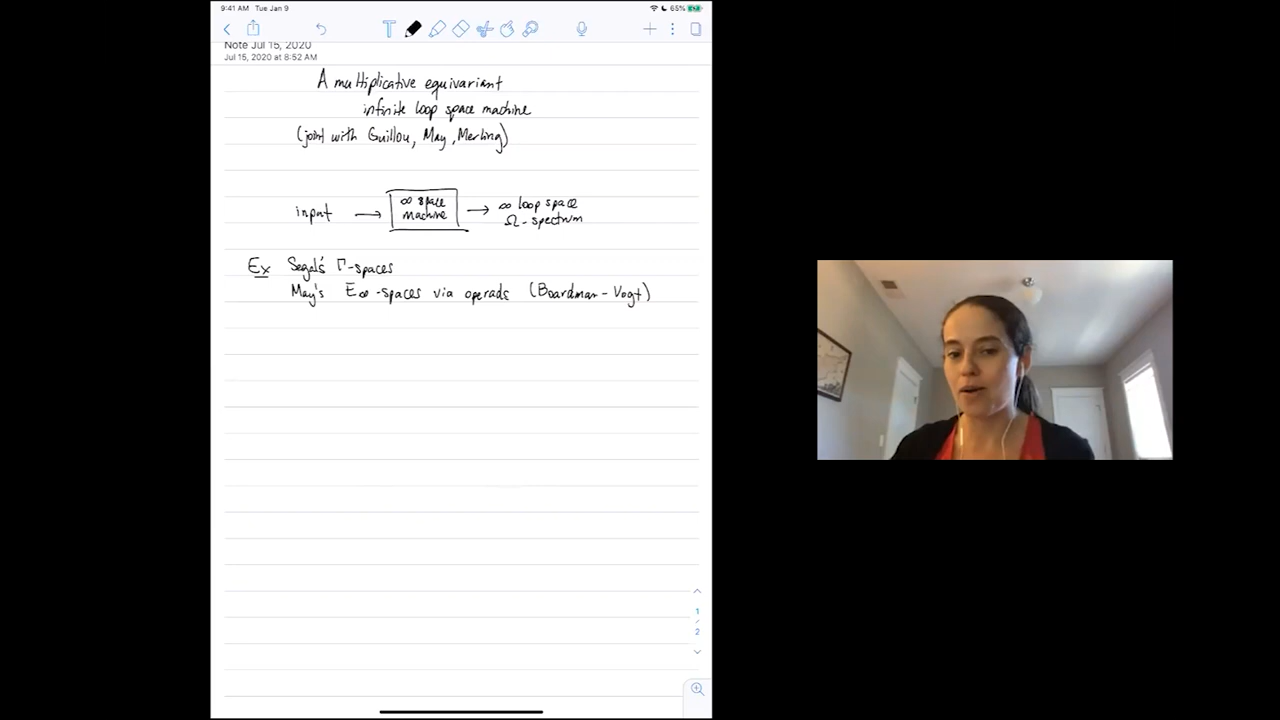 9:41 AM Tue Jan 9
65%
Note Jul 15, 2020
Jul 15, 2020 at 8:52 AM
A multiplicative equivariant
infinite loop space machine
(joint with Guillou, May, Merling)
input → ∞ space machine → ∞ loop space
Ω-spectrum
Ex Segal's Γ-spaces
May's E∞-spaces via operads (Boardman-Vogt)
1
/
2